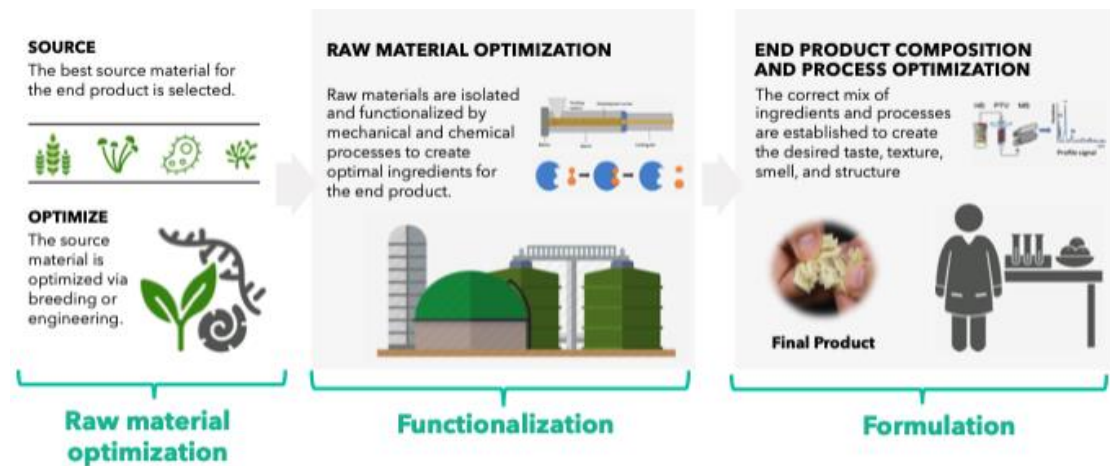 SOURCE
The best source material for
the end product is selected.
OPTIMIZE
The source
material is
optimized via
breeding or
engineering.
Raw material
optimization
RAW MATERIAL OPTIMIZATION
Raw materials are isolated
and functionalized by
mechanical and chemical
processes to create
optimal ingredients for
the end product.
Functionalization
END PRODUCT COMPOSITION
AND PROCESS OPTIMIZATION
The correct mix of
ingredients and processes
are established to create
the desired taste, texture,
smell, and structure
HS PTV MS
Profile signal
Final Product
Formulation